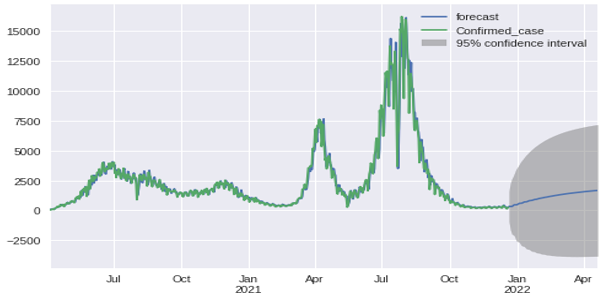 15000
12500
10000
7500
5000
2500
0
−2500
forecast
Confirmed_case
95% confidence interval
Jul
Oct
Jan
2021
Apr
Jul
Oct
Jan
2022
Apr